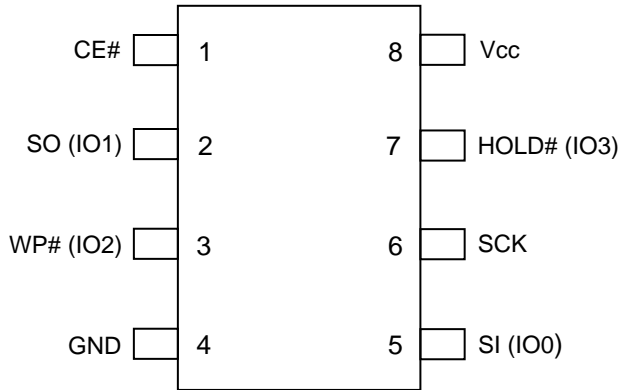 CE# 1 8 Vcc
SO (IO1) 2 7 HOLD# (IO3)
WP# (IO2) 3 6 SCK
GND 4 5 SI (IO0)